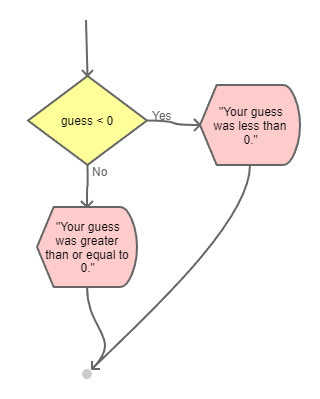 guess < 0
Yes
"Your guess
was less than
0."
No
"Your guess
was greater
than or equal to
0."